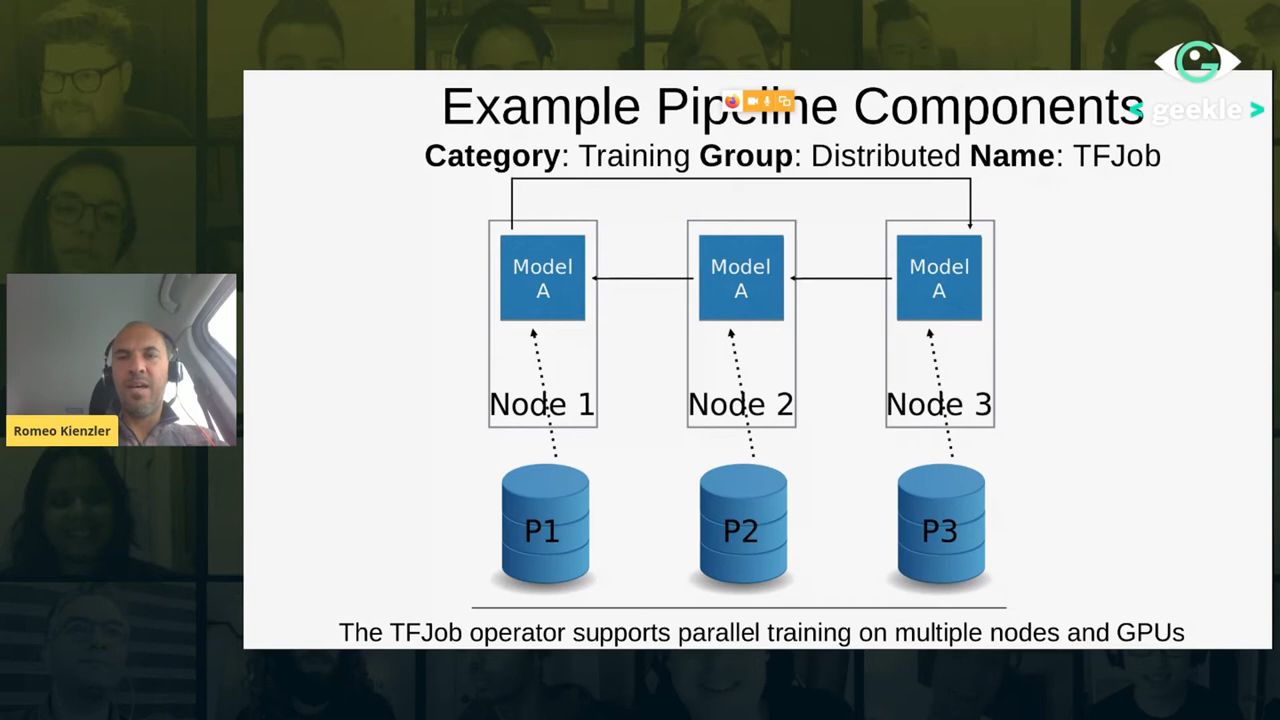 Example Pipeline Components
< geekle >
Category: Training Group: Distributed Name: TFJob
Model
A
Model
A
Model
A
Node 1
Node 2
Node 3
Romeo Kienzler
P1
P2
P3
The TFJob operator supports parallel training on multiple nodes and GPUs